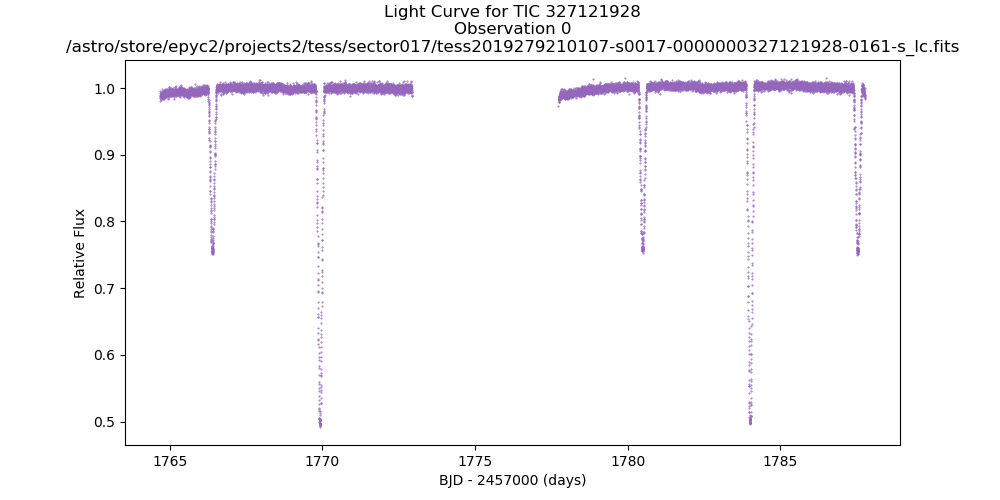 Light Curve for TIC 327121928
Observation 0
/astro/store/epyc2/projects2/tess/sector017/tess2019279210107-s0017-0000000327121928-0161-s_lc.fits
1.0
0.9
0.8
0.7
0.6
0.5
Relative Flux
1765
1770
1775
1780
1785
BJD - 2457000 (days)